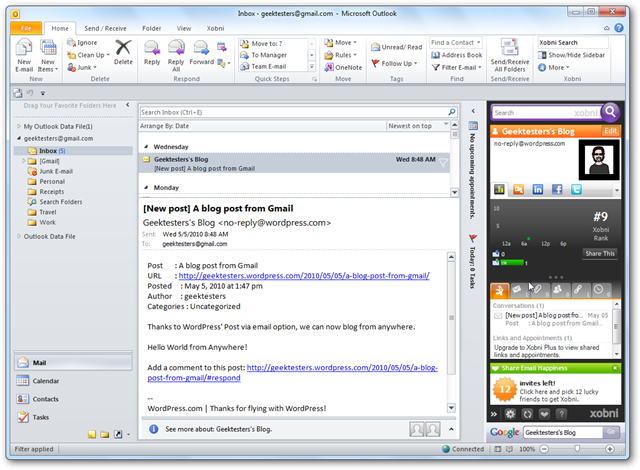 Inbox - geektesters@gmail.com - Microsoft Outlook
File Home Send / Receive Folder View Xobni
New E-mail
New Items
New
Ignore
Clean Up
Junk
Delete
Delete
Reply
Reply All
Forward
Respond
Move to: ?
To Manager
Team E-mail
Quick Steps
Move
Rules
OneNote
Move
Unread/ Read
Follow Up
Tags
Find a Contact
Address Book
Filter E-mail
Find
Send/Receive All Folders
Send/Receive
Xobni Search
Show/Hide Sidebar
Options
Xobni
Drag Your Favorite Folders Here
My Outlook Data File(1)
geektesters@gmail.com
Inbox (5)
[Gmail]
Junk E-mail
Personal
Receipts
Search Folders
Travel
Work
Outlook Data File
Mail
Calendar
Contacts
Tasks
Search Inbox (Ctrl+E)
Arrange By: Date Newest on top
Wednesday
Geektesters's Blog Wed 8:48 AM
[New post] A blog post from Gmail
Monday
[New post] A blog post from Gmail
Geektesters's Blog <no-reply@wordpress.com>
Sent: Wed 5/5/2010 8:48 AM
To: geektesters@gmail.com
Post : A blog post from Gmail
URL : http://geektesters.wordpress.com/2010/05/05/a-blog-post-from-gmail/
Posted : May 5, 2010 at 1:47 pm
Author : geektesters
Categories : Uncategorized
Thanks to WordPress' Post via email option, we can now blog from anywhere.
Hello World from Anywhere!
Add a comment to this post: http://geektesters.wordpress.com/2010/05/05/a-blog-
post-from-gmail/#respond
--
WordPress.com | Thanks for flying with WordPress!
See more about: Geektesters's Blog.
No upcoming appointments.
Today: 0 Tasks
Search xobni
Geektesters's Blog Edit
no-reply@wordpress.com
10
5
0
12a 6a 12p 6p
#9
Xobni
Rank
0
1
Share This
Conversations (1)
[New post] A blog pos... May 05
Post : A blog post from Gmail...
Links and Appointments (1)
Upgrade to Xobni Plus to view shared
links and appointments.
Share Email Happiness
12 invites left!
Click here and pick 12 lucky
friends to get Xobni.
xobni
Google Geektesters's Blog Go
Filter applied Connected 100%